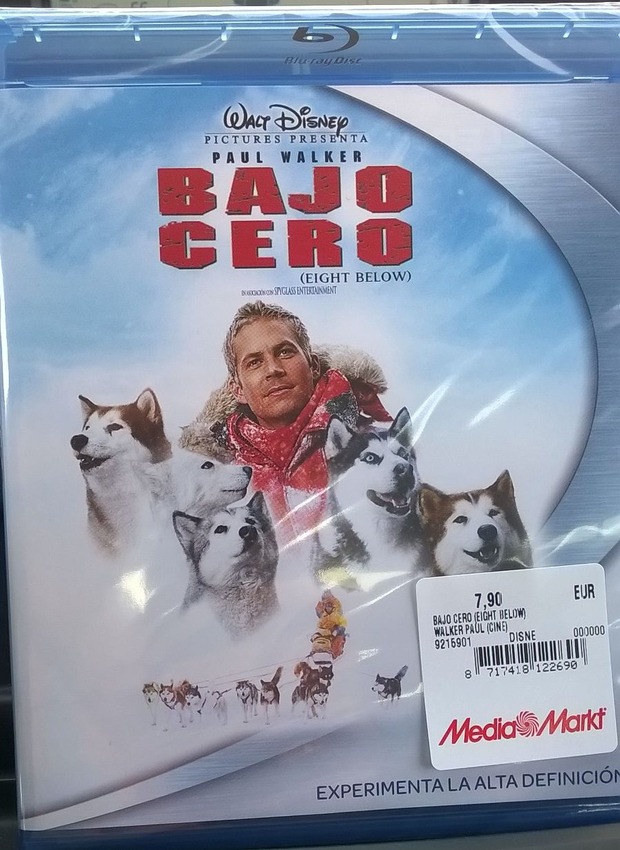 Blu-ray Disc
WALT DISNEY
PICTURES PRESENTA
PAUL WALKER
BAJO
CERO
(EIGHT BELOW)
EN ASOCIACIÓN CON SPYGLASS ENTERTAINMENT
7,90 EUR
BAJO CERO (EIGHT BELOW)
WALKER PAUL (CINE)
9215901 DISNE 000000
8 717418 122690
Media Markt
EXPERIMENTA LA ALTA DEFINICIÓN